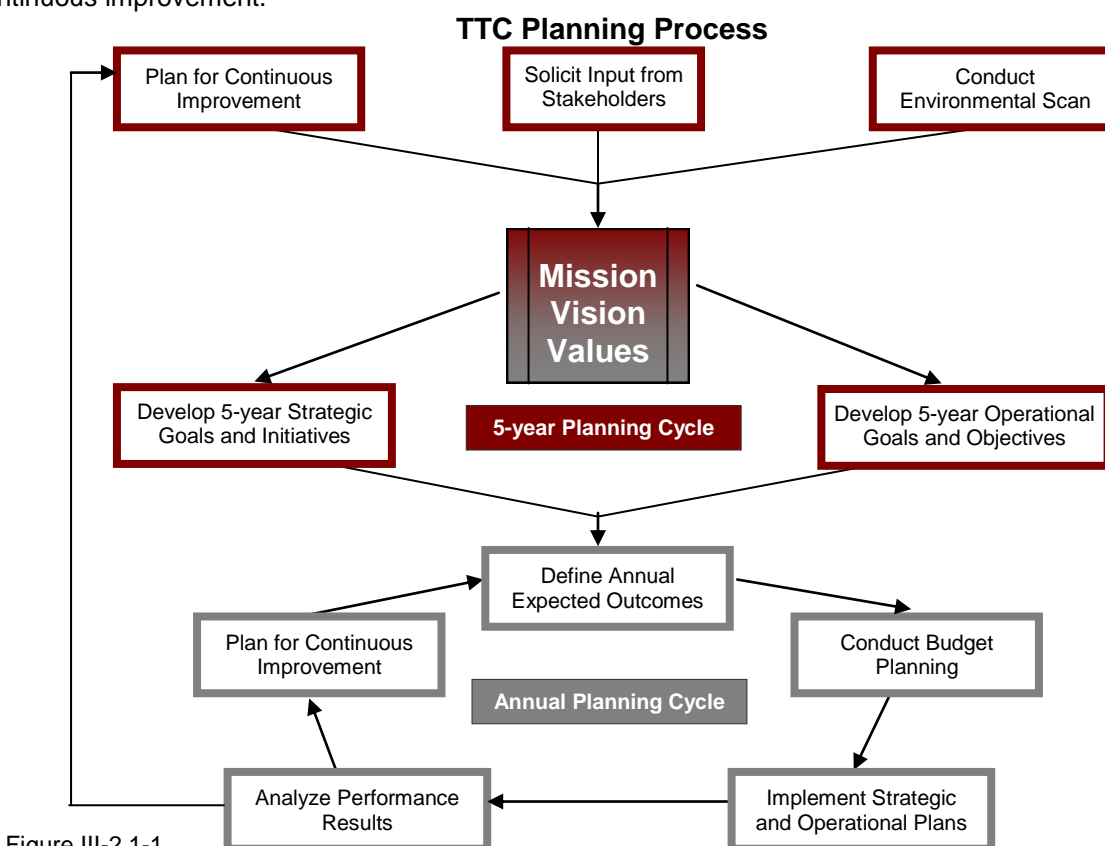 TTC Planning Process
Plan for Continuous
Improvement
Solicit Input from
Stakeholders
Conduct
Environmental Scan
Mission
Vision
Values
Develop 5-year Strategic
Goals and Initiatives
5-year Planning Cycle
Develop 5-year Operational
Goals and Objectives
Define Annual
Expected Outcomes
Plan for Continuous
Improvement
Conduct Budget
Planning
Annual Planning Cycle
Analyze Performance
Results
Implement Strategic
and Operational Plans